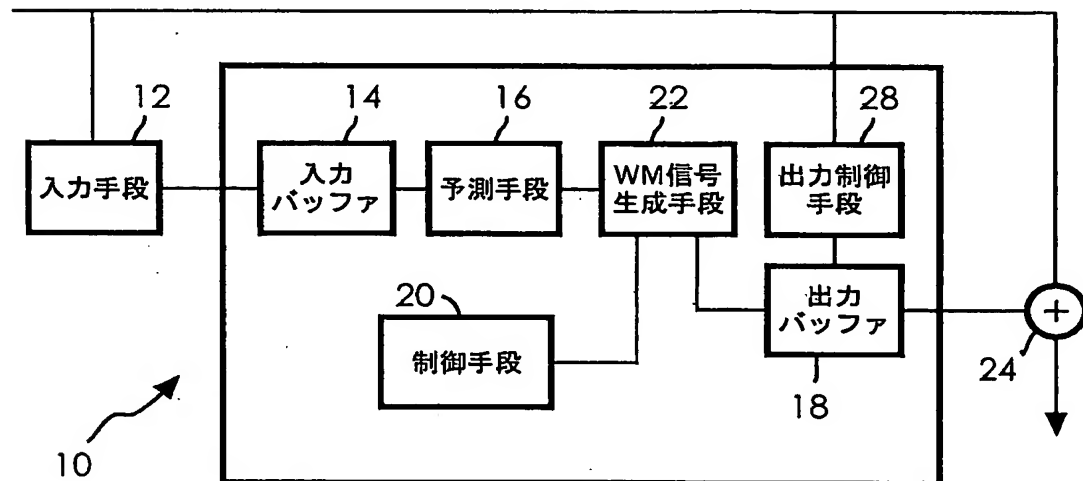 12
14
16
22
28
入力手段
入力
バッファ
予測手段
WM信号
生成手段
出力制御
手段
20
制御手段
出力
バッファ
+
24
18
10